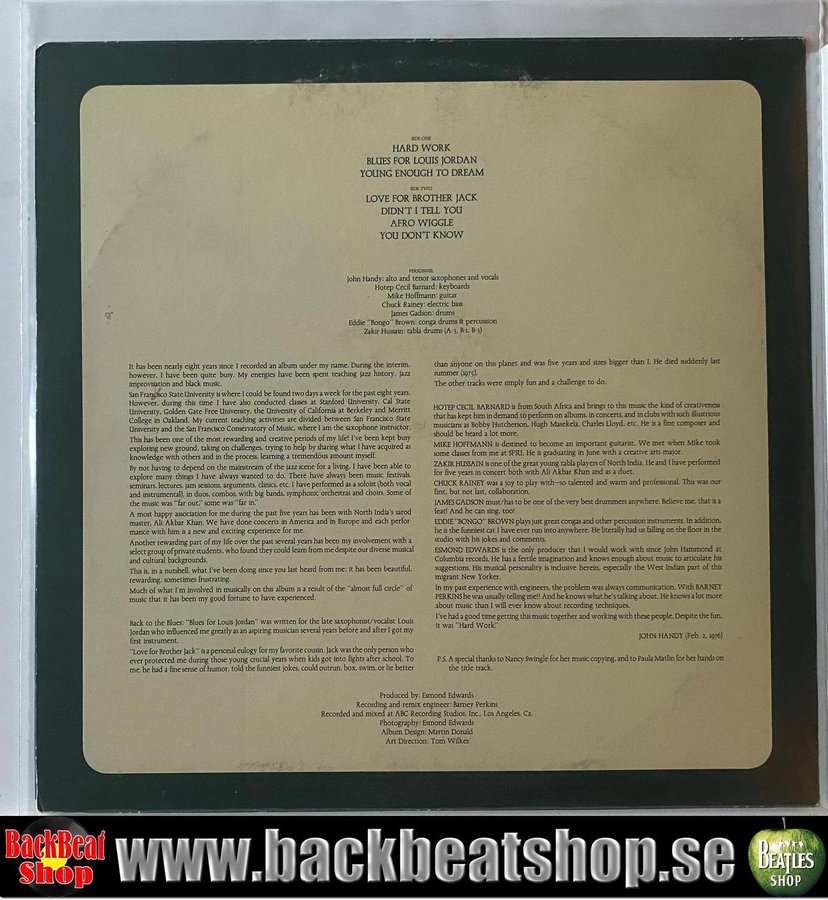 SIDE ONE
HARD WORK
BLUES FOR LOUIS JORDAN
YOUNG ENOUGH TO DREAM
SIDE TWO
LOVE FOR BROTHER JACK
DIDN'T I TELL YOU
AFRO WIGGLE
YOU DON'T KNOW
PERSONNEL
John Handy: alto and tenor saxophones and vocals
Hotep Cecil Barnard: keyboards
Mike Hoffmann: guitar
Chuck Rainey: electric bass
James Gadson: drums
Eddie "Bongo" Brown: conga drums & percussion
Zakir Hussain: tabla drums (A-3, B-1, B-3)
It has been nearly eight years since I recorded an album under my name. During the interim,
however, I have been quite busy. My energies have been spent teaching jazz history, jazz
improvisation and black music.
San Francisco State University is where I could be found two days a week for the past eight years.
However, during this time I have also conducted classes at Stanford University, Cal State
University, Golden Gate Free University, the University of California at Berkeley and Merritt
College in Oakland. My current teaching activities are divided between San Francisco State
University and the San Francisco Conservatory of Music, where I am the saxophone instructor.
This has been one of the most rewarding and creative periods of my life! I've been kept busy
exploring new ground, taking on challenges, trying to help by sharing what I have acquired as
knowledge with others and in the process, learning a tremendous amount myself.
By not having to depend on the mainstream of the jazz scene for a living, I have been able to
explore many things I have always wanted to do. There have always been music festivals,
seminars, lectures, jam sessions, arguments, clinics, etc. I have performed as a soloist (both vocal
and instrumental), in duos, combos, with big bands, symphonic orchestras and choirs. Some of
the music was "far out," some was "far in."
A most happy association for me during the past five years has been with North India's sarod
master, Ali Akbar Khan. We have done concerts in America and in Europe and each perfor-
mance with him is a new and exciting experience for me.
Another rewarding part of my life over the past several years has been my involvement with a
select group of private students, who found they could learn from me despite our diverse musical
and cultural backgrounds.
This is, in a nutshell, what I've been doing since you last heard from me; it has been beautiful,
rewarding, sometimes frustrating.
Much of what I'm involved in musically on this album is a result of the "almost full circle" of
music that it has been my good fortune to have experienced.
Back to the Blues: "Blues for Louis Jordan" was written for the late saxophonist/vocalist Louis
Jordan who influenced me greatly as an aspiring musician several years before and after I got my
first instrument.
"Love for Brother Jack" is a personal eulogy for my favorite cousin. Jack was the only person who
ever protected me during those young crucial years when kids got into fights after school. To
me, he had a fine sense of humor, told the funniest jokes, could outrun, box, swim, or lie better
than anyone on this planet and was five years and sizes bigger than I. He died suddenly last
summer (1975).
The other tracks were simply fun and a challenge to do.
HOTEP CECIL BARNARD is from South Africa and brings to this music the kind of creativeness
that has kept him in demand to perform on albums, in concerts, and in clubs with such illustrious
musicians as Bobby Hutcherson, Hugh Masekela, Charles Lloyd, etc. He is a fine composer and
should be heard a lot more.
MIKE HOFFMANN is destined to become an important guitarist. We met when Mike took
some classes from me at SFSU. He is graduating in June with a creative arts major.
ZAKIR HUSSAIN is one of the great young tabla players of North India. He and I have performed
for five years in concert both with Ali Akbar Khan and as a duet.
CHUCK RAINEY was a joy to play with—so talented and warm and professional. This was our
first, but not last, collaboration.
JAMES GADSON must/has to be one of the very best drummers anywhere. Believe me, that is a
feat! And he can sing, too!
EDDIE "BONGO" BROWN plays just great congas and other percussion instruments. In addition,
he is the funniest cat I have ever run into anywhere. He literally had us falling on the floor in the
studio with his jokes and comments.
ESMOND EDWARDS is the only producer that I would work with since John Hammond at
Columbia records. He has a fertile imagination and knows enough about music to articulate his
suggestions. His musical personality is inclusive herein, especially the West Indian part of this
migrant New Yorker.
In my past experience with engineers, the problem was always communication. With BARNEY
PERKINS he was usually telling me!! And he knows what he's talking about. He knows a lot more
about music than I will ever know about recording techniques.
I've had a good time getting this music together and working with these people. Despite the fun,
it was "Hard Work."
JOHN HANDY (Feb. 2, 1976)
P.S. A special thanks to Nancy Swingle for her music copying, and to Paula Matlin for her hands on
the title track.
Produced by: Esmond Edwards
Recording and remix engineer: Barney Perkins
Recorded and mixed at ABC Recording Studios, Inc., Los Angeles, Ca.
Photography: Esmond Edwards
Album Design: Martin Donald
Art Direction: Tom Wilkes
BackBeat
Shop
www.backbeatshop.se
BEATLES
SHOP